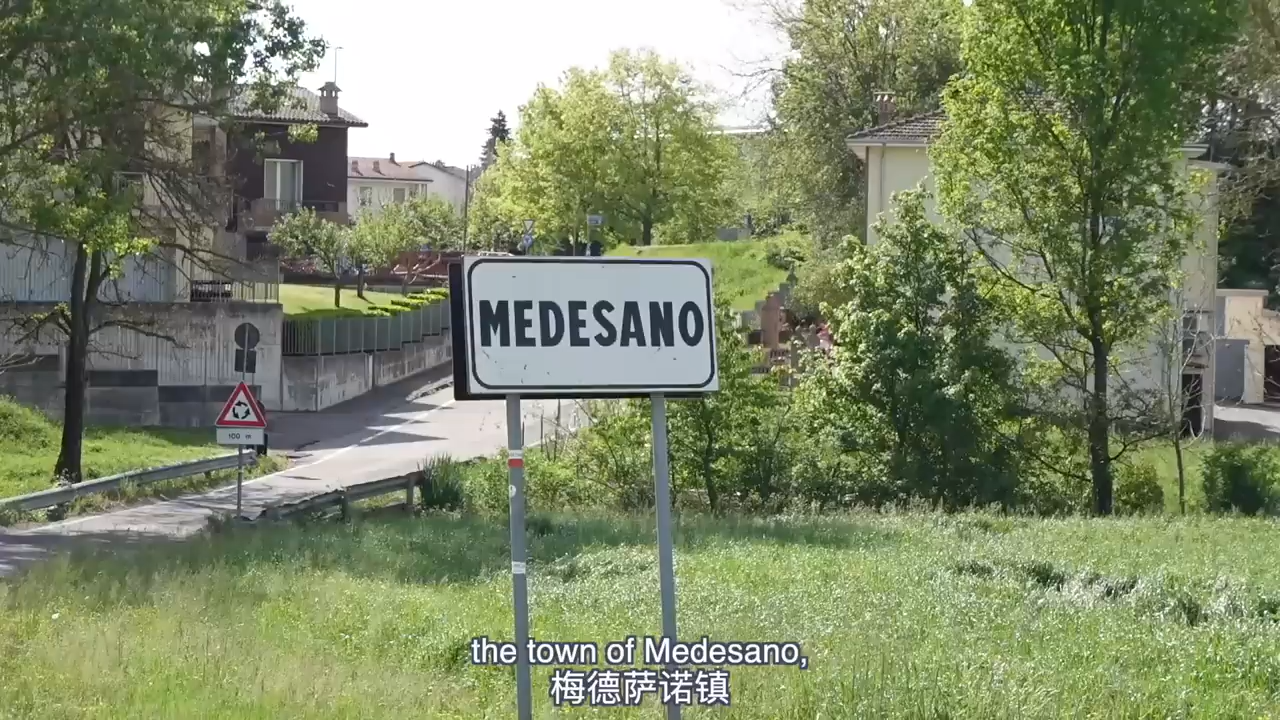 MEDESANO
100 m
the town of Medesano,
梅德萨诺镇